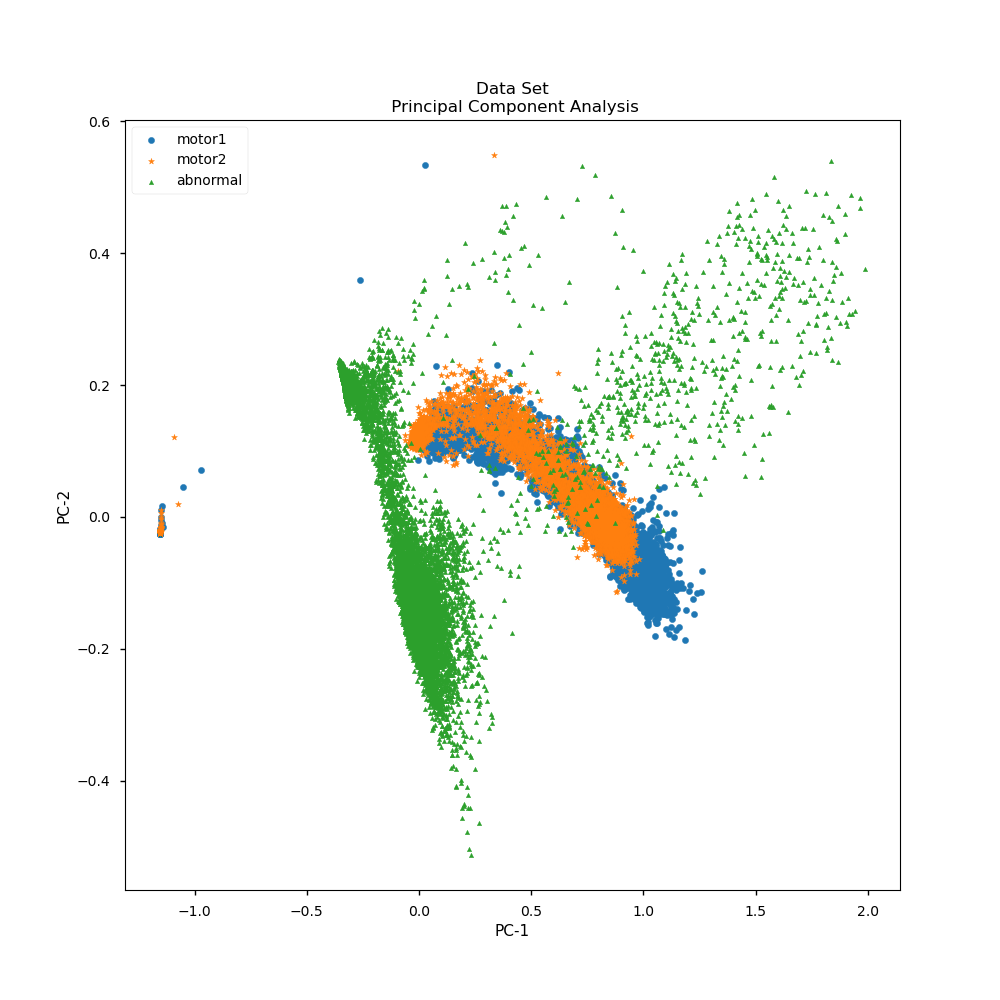 Data Set
Principal Component Analysis
motor1
motor2
abnormal
0.6
0.4
0.2
0.0
−0.2
−0.4
PC-2
−1.0
−0.5
0.0
0.5
1.0
1.5
2.0
PC-1